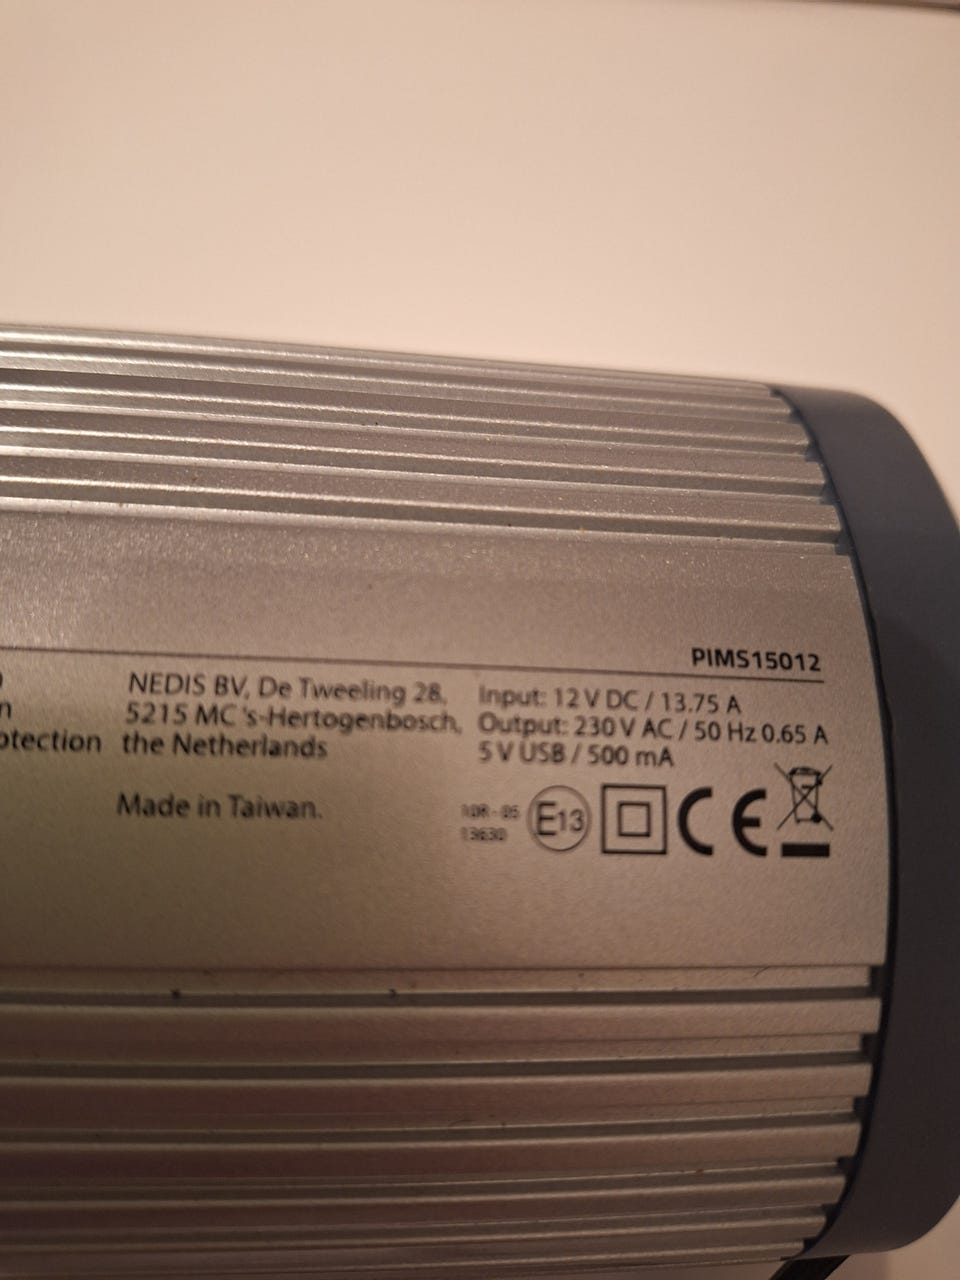 PIMS15012
otection
NEDIS BV, De Tweeling 28,
5215 MC 's-Hertogenbosch,
the Netherlands
Made in Taiwan.
Input: 12 V DC / 13.75 A
Output: 230 V AC / 50 Hz 0.65 A
5 V USB / 500 mA
10R - 05
13630
E13
CE